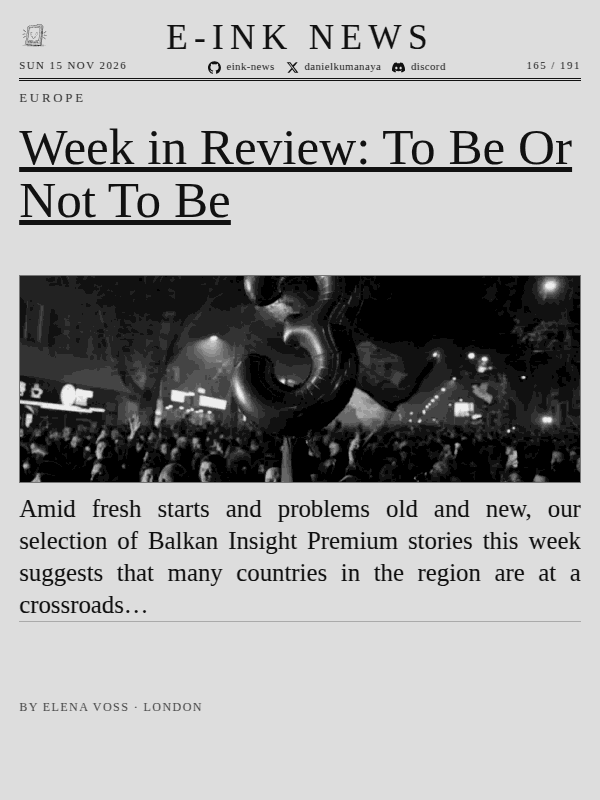 E-INK NEWS
SUN 15 NOV 2026
eink-news
danielkumanaya
discord
165 / 191
EUROPE
Week in Review: To Be Or
Not To Be
3
Amid fresh starts and problems old and new, our
selection of Balkan Insight Premium stories this week
suggests that many countries in the region are at a
crossroads...
BY ELENA VOSS · LONDON